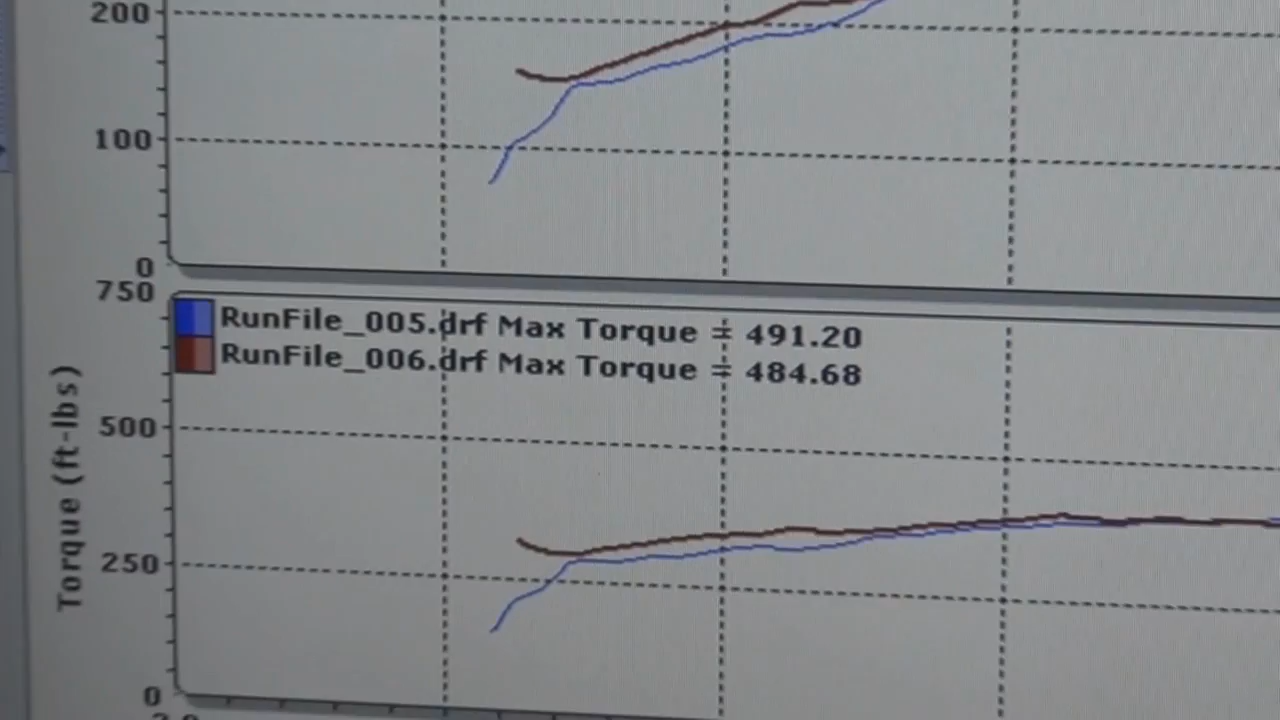 200
100
0
750
RunFile_005.drf Max Torque = 491.20
RunFile_006.drf Max Torque = 484.68
500
Torque (ft-lbs)
250
0